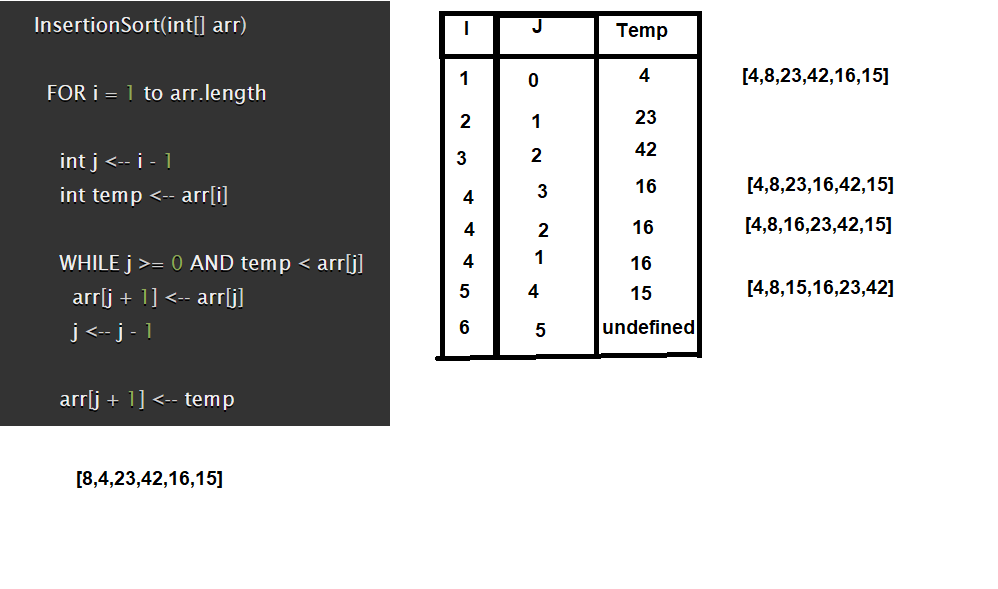 InsertionSort(int[] arr)
FOR i = 1 to arr.length
int j <-- i - 1
int temp <-- arr[i]
WHILE j >= 0 AND temp < arr[j]
arr[j + 1] <-- arr[j]
j <-- j - 1
arr[j + 1] <-- temp
[8,4,23,42,16,15]
I J Temp
1 0 4 [4,8,23,42,16,15]
2 1 23
3 2 42
4 3 16 [4,8,23,16,42,15]
4 2 16 [4,8,16,23,42,15]
4 1 16
5 4 15 [4,8,15,16,23,42]
6 5 undefined